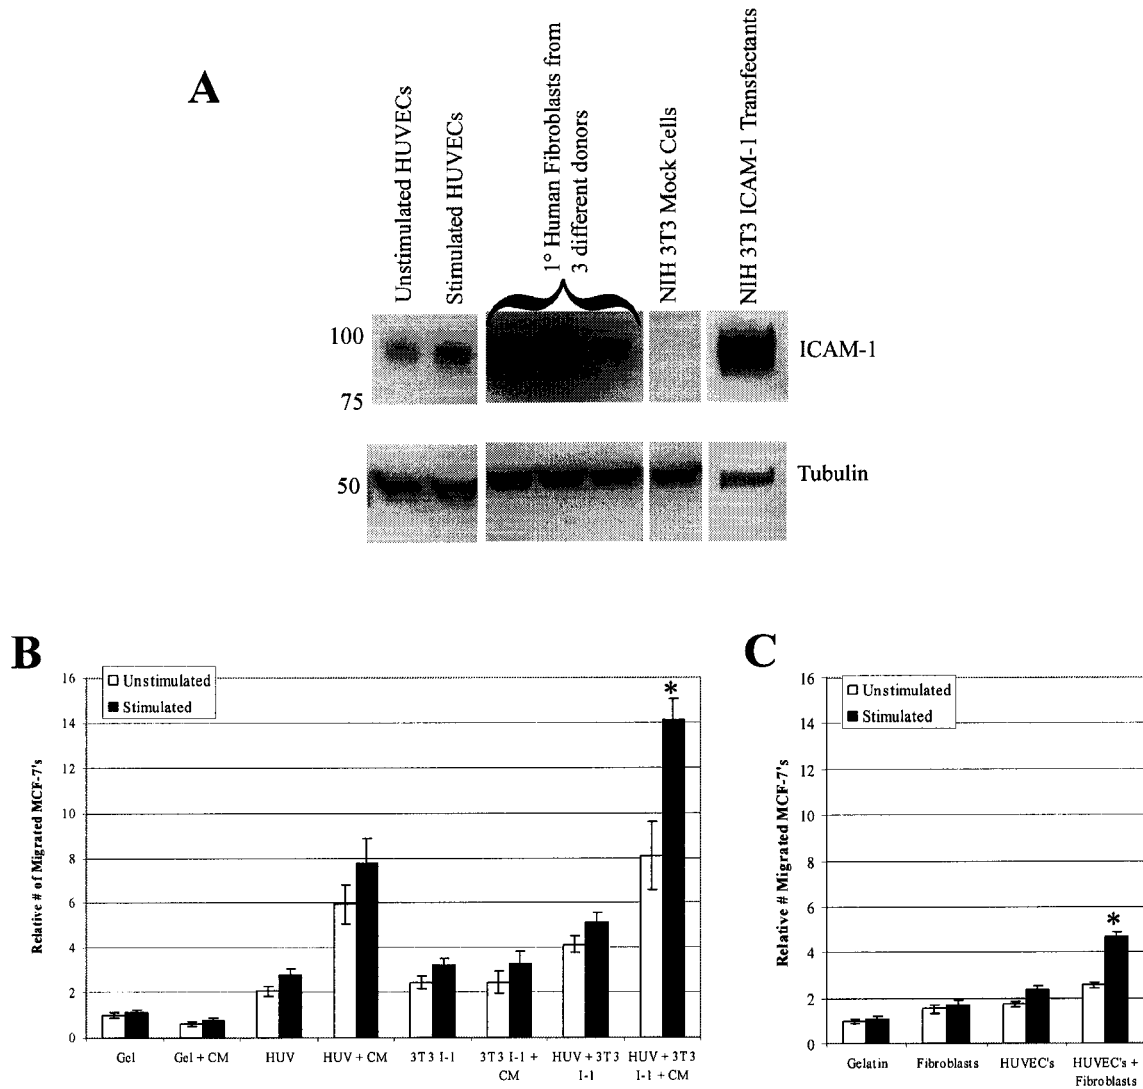 A
Unstimulated HUVECs
Stimulated HUVECs
1° Human Fibroblasts from
3 different donors
NIH 3T3 Mock Cells
NIH 3T3 ICAM-1 Transfectants
100
75
ICAM-1
50
Tubulin
B
Unstimulated
Stimulated
Relative # of Migrated MCF-7's
16
14
12
10
8
6
4
2
0
*
Gel
Gel + CM
HUV
HUV + CM
3T3 I-1
3T3 I-1 +
CM
HUV + 3T3
I-1
HUV + 3T3
I-1 + CM
C
Unstimulated
Stimulated
Relative # Migrated MCF-7's
16
14
12
10
8
6
4
2
0
*
Gelatin
Fibroblasts
HUVEC's
HUVEC's +
Fibroblasts